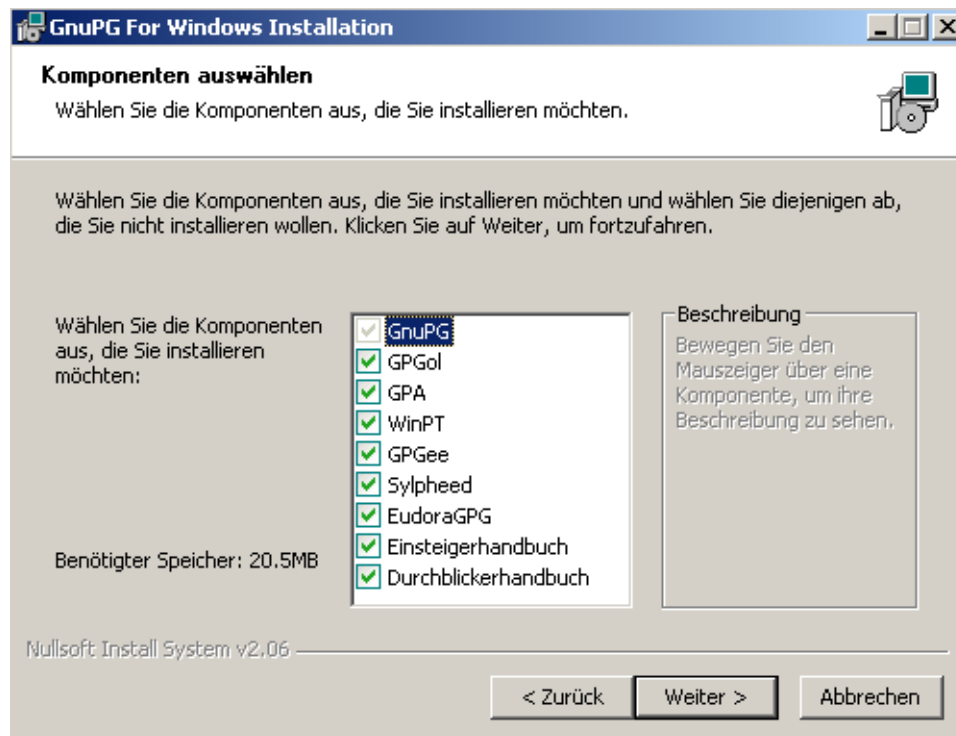 GnuPG For Windows Installation
Komponenten auswählen
Wählen Sie die Komponenten aus, die Sie installieren möchten.
Wählen Sie die Komponenten aus, die Sie installieren möchten und wählen Sie diejenigen ab,
die Sie nicht installieren wollen. Klicken Sie auf Weiter, um fortzufahren.
Wählen Sie die Komponenten
aus, die Sie installieren
möchten:
GnuPG
GPGol
GPA
WinPT
GPGee
Sylpheed
EudoraGPG
Einsteigerhandbuch
Durchblickerhandbuch
Beschreibung
Bewegen Sie den
Mauszeiger über eine
Komponente, um ihre
Beschreibung zu sehen.
Benötigter Speicher: 20.5MB
Nullsoft Install System v2.06
< Zurück
Weiter >
Abbrechen